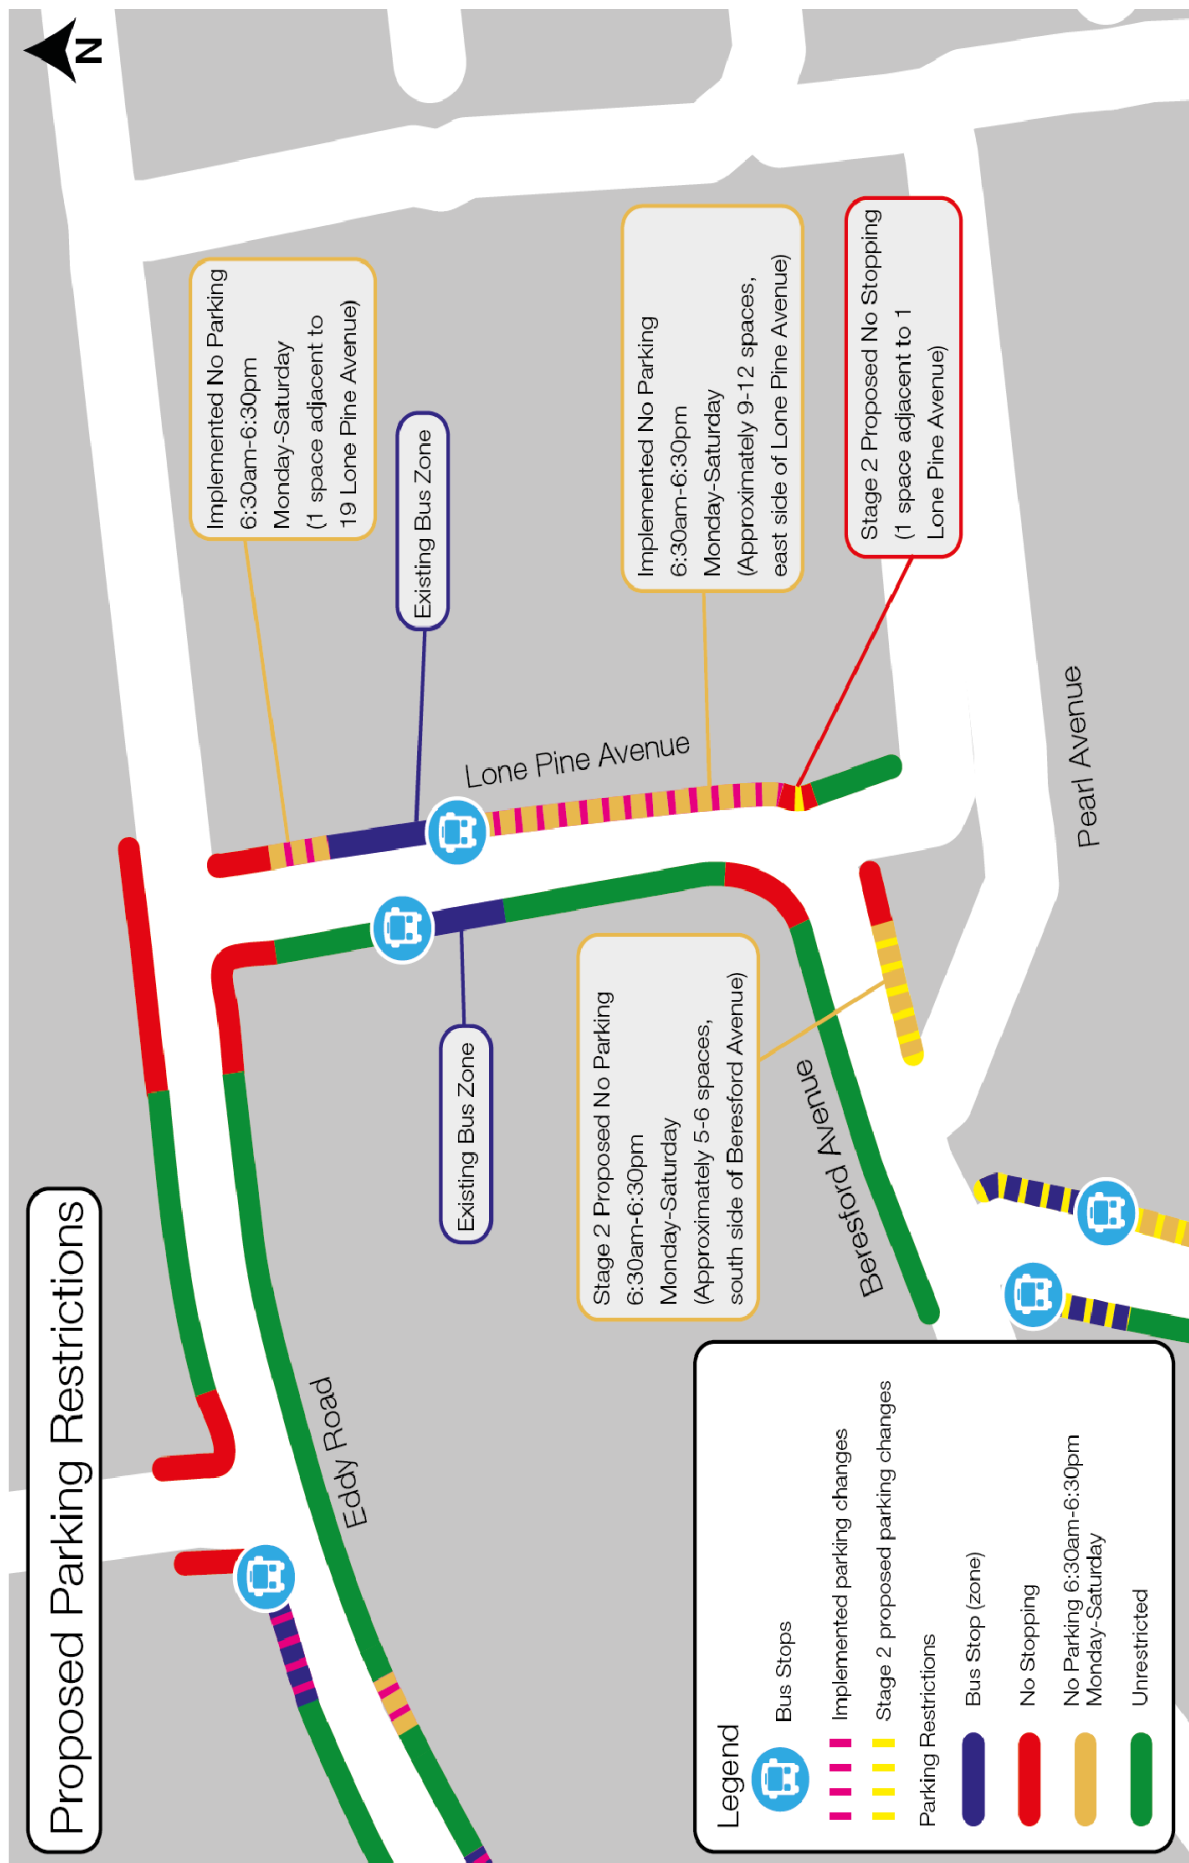 Proposed Parking Restrictions
N
Implemented No Parking
6:30am-6:30pm
Monday-Saturday
(1 space adjacent to
19 Lone Pine Avenue)
Existing Bus Zone
Existing Bus Zone
Lone Pine Avenue
Implemented No Parking
6:30am-6:30pm
Monday-Saturday
(Approximately 9-12 spaces,
east side of Lone Pine Avenue)
Stage 2 Proposed No Stopping
(1 space adjacent to 1
Lone Pine Avenue)
Eddy Road
Stage 2 Proposed No Parking
6:30am-6:30pm
Monday-Saturday
(Approximately 5-6 spaces,
south side of Beresford Avenue)
Beresford Avenue
Pearl Avenue
Legend
Bus Stops
Implemented parking changes
Stage 2 proposed parking changes
Parking Restrictions
Bus Stop (zone)
No Stopping
No Parking 6:30am-6:30pm
Monday-Saturday
Unrestricted